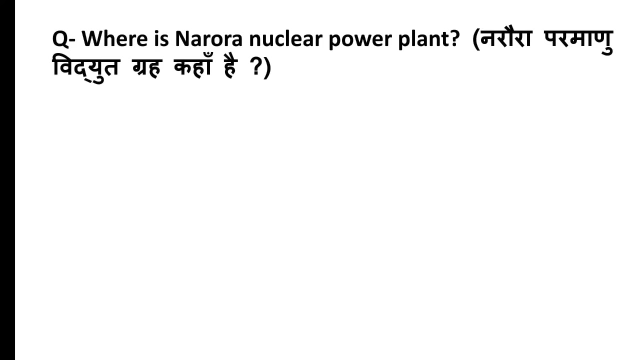 Q- Where is Narora nuclear power plant? (नरौरा परमाणु
विद्युत ग्रह कहाँ है ?)